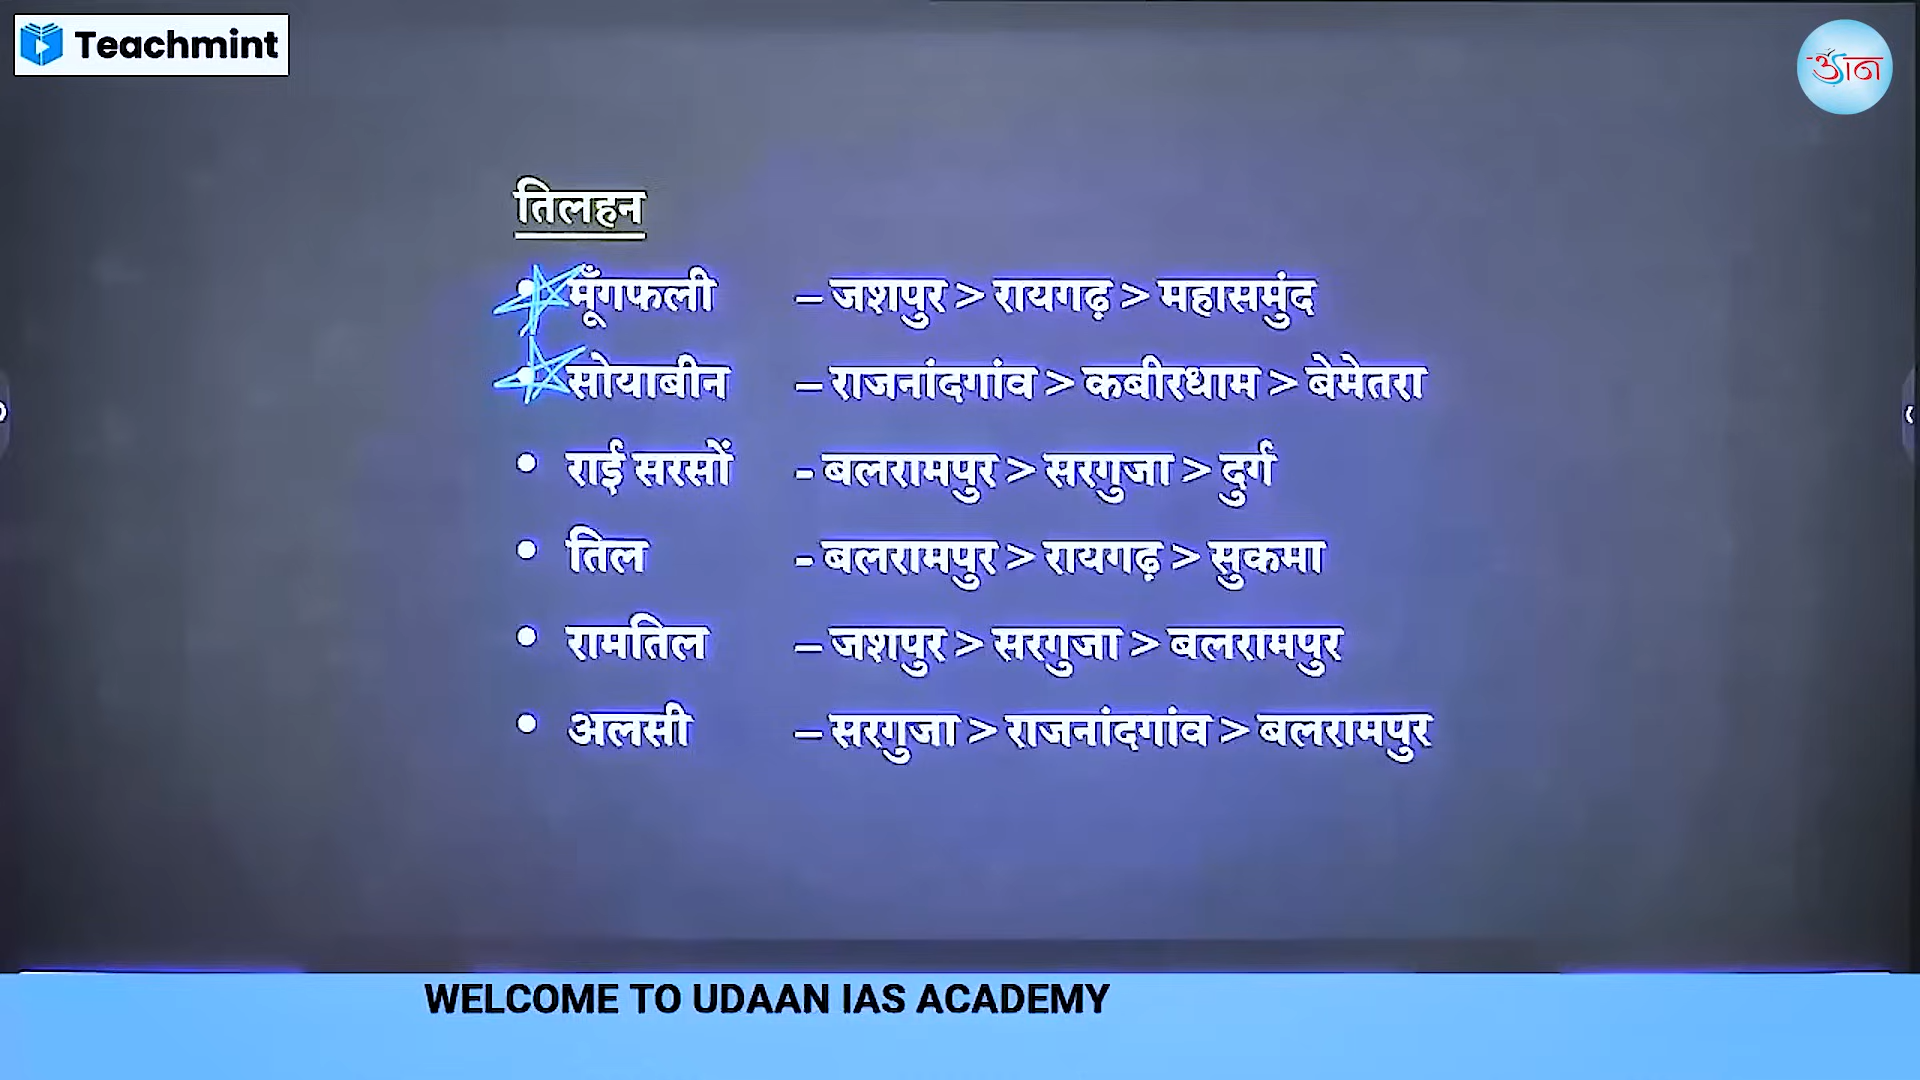 Teachmint
उड़ान
तिलहन
• मूँगफली – जशपुर > रायगढ़ > महासमुंद
• सोयाबीन – राजनांदगांव > कबीरधाम > बेमेतरा
• राई सरसों - बलरामपुर > सरगुजा > दुर्ग
• तिल - बलरामपुर > रायगढ़ > सुकमा
• रामतिल – जशपुर > सरगुजा > बलरामपुर
• अलसी – सरगुजा > राजनांदगांव > बलरामपुर
WELCOME TO UDAAN IAS ACADEMY